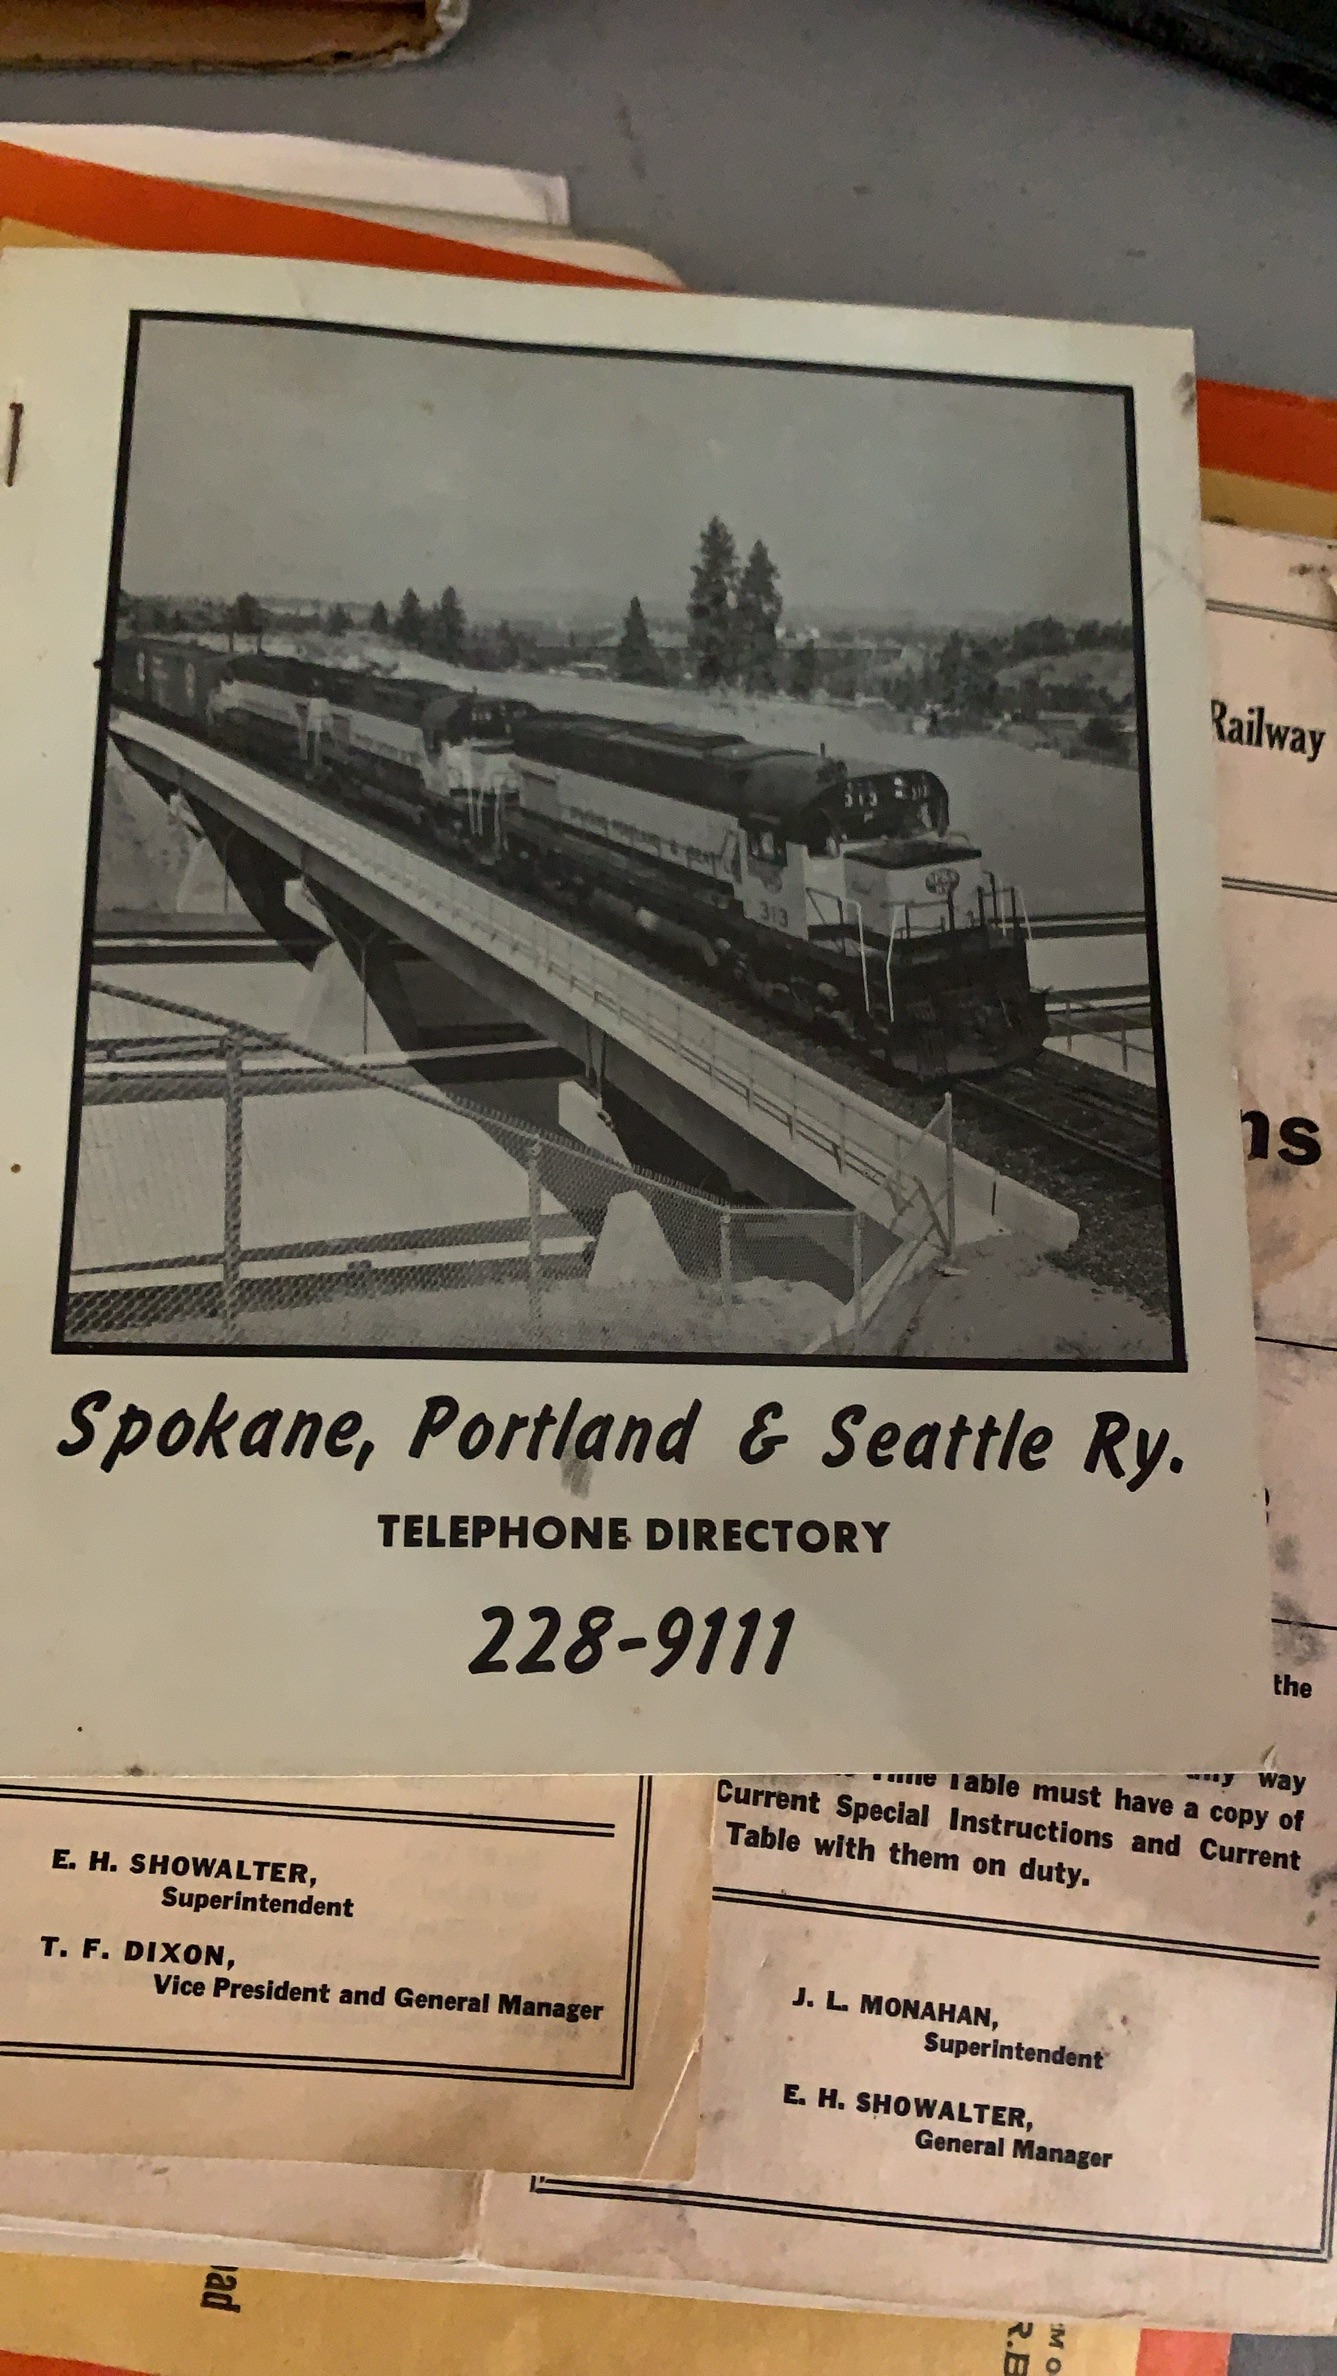 313
313
Spokane, Portland & Seattle Ry.
TELEPHONE DIRECTORY
228-9111
Railway
ns
the
way
Time Table must have a copy of
Current Special Instructions and Current
Table with them on duty.
E. H. SHOWALTER,
Superintendent
T. F. DIXON,
Vice President and General Manager
J. L. MONAHAN,
Superintendent
E. H. SHOWALTER,
General Manager